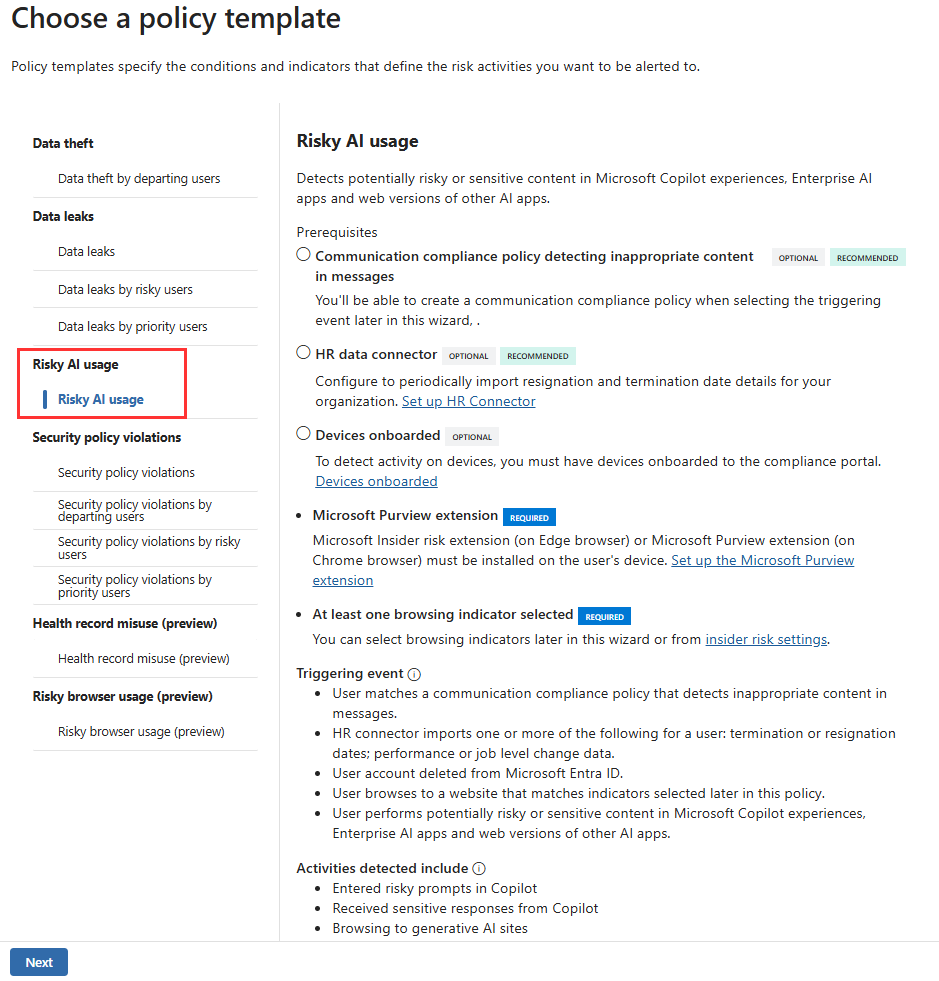 Choose a policy template
Policy templates specify the conditions and indicators that define the risk activities you want to be alerted to.
Data theft
Data theft by departing users
Data leaks
Data leaks
Data leaks by risky users
Data leaks by priority users
Risky AI usage
Risky AI usage
Security policy violations
Security policy violations
Security policy violations by
departing users
Security policy violations by risky
users
Security policy violations by
priority users
Health record misuse (preview)
Health record misuse (preview)
Risky browser usage (preview)
Risky browser usage (preview)
Risky AI usage
Detects potentially risky or sensitive content in Microsoft Copilot experiences, Enterprise AI
apps and web versions of other AI apps.
Prerequisites
Communication compliance policy detecting inappropriate content OPTIONAL RECOMMENDED
in messages
You'll be able to create a communication compliance policy when selecting the triggering
event later in this wizard, .
HR data connector OPTIONAL RECOMMENDED
Configure to periodically import resignation and termination date details for your
organization. Set up HR Connector
Devices onboarded OPTIONAL
To detect activity on devices, you must have devices onboarded to the compliance portal.
Devices onboarded
• Microsoft Purview extension REQUIRED
Microsoft Insider risk extension (on Edge browser) or Microsoft Purview extension (on
Chrome browser) must be installed on the user's device. Set up the Microsoft Purview
extension
• At least one browsing indicator selected REQUIRED
You can select browsing indicators later in this wizard or from insider risk settings.
Triggering event
• User matches a communication compliance policy that detects inappropriate content in
messages.
• HR connector imports one or more of the following for a user: termination or resignation
dates; performance or job level change data.
• User account deleted from Microsoft Entra ID.
• User browses to a website that matches indicators selected later in this policy.
• User performs potentially risky or sensitive content in Microsoft Copilot experiences,
Enterprise AI apps and web versions of other AI apps.
Activities detected include
• Entered risky prompts in Copilot
• Received sensitive responses from Copilot
• Browsing to generative AI sites
Next